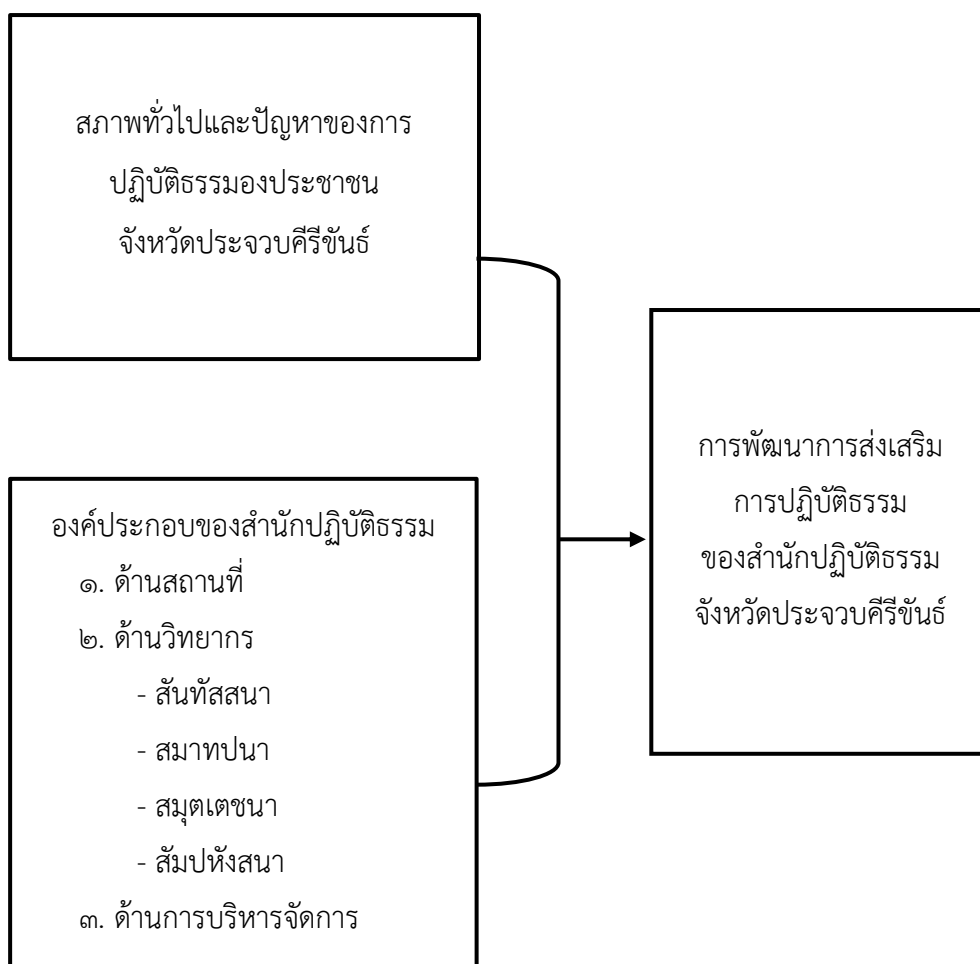 สภาพทั่วไปและปัญหาของการ
ปฏิบัติธรรมองประชาชน
จังหวัดประจวบคีรีขันธ์
องค์ประกอบของสำนักปฏิบัติธรรม
๑. ด้านสถานที่
๒. ด้านวิทยากร
- สันทัสสนา
- สมาทปนา
- สมุตเตชนา
- สัมปหังสนา
๓. ด้านการบริหารจัดการ
การพัฒนาการส่งเสริม
การปฏิบัติธรรม
ของสำนักปฏิบัติธรรม
จังหวัดประจวบคีรีขันธ์